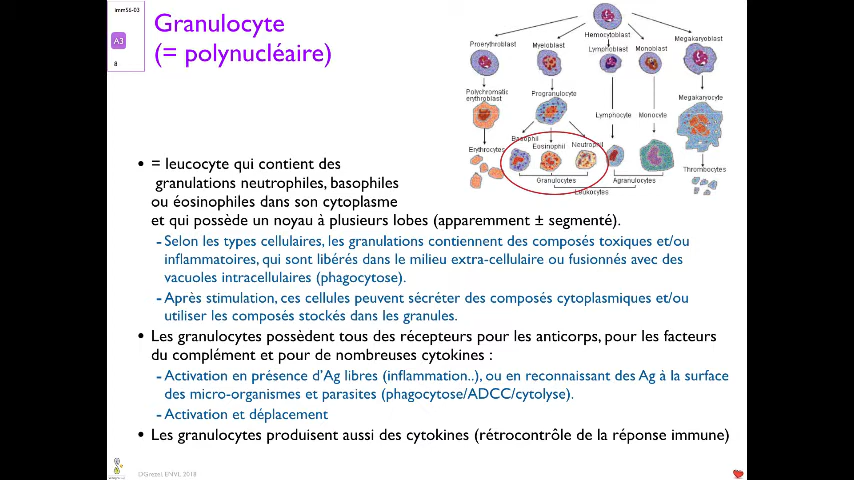 Imm56-03
A3
8
Granulocyte
(= polynucléaire)
Hemocytoblast
Proerythroblast
Myeloblast
Lymphoblast
Monoblast
Megakaryoblast
Polychromatic
erythroblast
Progranulocyte
Megakaryocyte
Lymphocyte
Monocyte
Basophil
Eosinophil
Neutrophil
Erythrocytes
Thrombocytes
Granulocytes
Agranulocytes
Leukocytes
• = leucocyte qui contient des
granulations neutrophiles, basophiles
ou éosinophiles dans son cytoplasme
et qui possède un noyau à plusieurs lobes (apparemment ± segmenté).
- Selon les types cellulaires, les granulations contiennent des composés toxiques et/ou
inflammatoires, qui sont libérés dans le milieu extra-cellulaire ou fusionnés avec des
vacuoles intracellulaires (phagocytose).
- Après stimulation, ces cellules peuvent sécréter des composés cytoplasmiques et/ou
utiliser les composés stockés dans les granules.
• Les granulocytes possèdent tous des récepteurs pour les anticorps, pour les facteurs
du complément et pour de nombreuses cytokines :
- Activation en présence d'Ag libres (inflammation..), ou en reconnaissant des Ag à la surface
des micro-organismes et parasites (phagocytose/ADCC/cytolyse).
- Activation et déplacement
• Les granulocytes produisent aussi des cytokines (rétrocontrôle de la réponse immune)
DGrezel, ENVL 2018